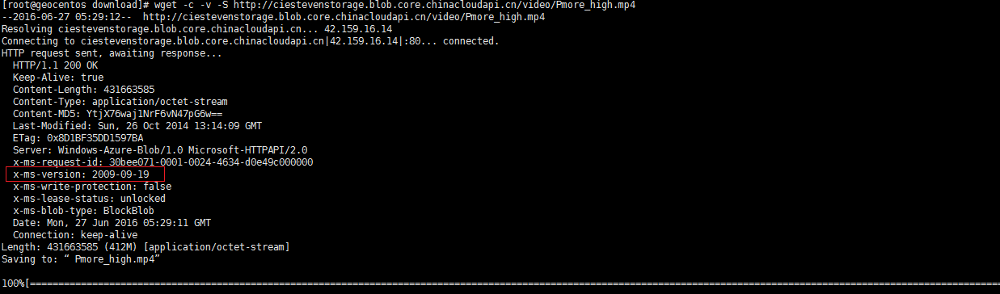 [root@geocentos download]# wget -c -v -S http://ciestevenstorage.blob.core.chinacloudapi.cn/video/Pmore_high.mp4
--2016-06-27 05:29:12--  http://ciestevenstorage.blob.core.chinacloudapi.cn/video/Pmore_high.mp4
Resolving ciestevenstorage.blob.core.chinacloudapi.cn... 42.159.16.14
Connecting to ciestevenstorage.blob.core.chinacloudapi.cn|42.159.16.14|:80... connected.
HTTP request sent, awaiting response...
  HTTP/1.1 200 OK
  Keep-Alive: true
  Content-Length: 431663585
  Content-Type: application/octet-stream
  Content-MD5: YtjX76waj1NrF6vN47pG6w==
  Last-Modified: Sun, 26 Oct 2014 13:14:09 GMT
  ETag: 0x8D1BF35DD1597BA
  Server: Windows-Azure-Blob/1.0 Microsoft-HTTPAPI/2.0
  x-ms-request-id: 30bee071-0001-0024-4634-d0e49c000000
  x-ms-version: 2009-09-19
  x-ms-write-protection: false
  x-ms-lease-status: unlocked
  x-ms-blob-type: BlockBlob
  Date: Mon, 27 Jun 2016 05:29:11 GMT
  Connection: keep-alive
Length: 431663585 (412M) [application/octet-stream]
Saving to: “ Pmore_high.mp4”
100%[==============================================================================